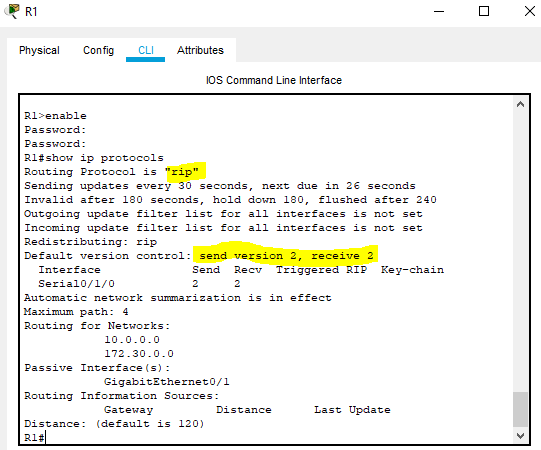 R1
Physical Config CLI Attributes
IOS Command Line Interface
R1>enable
Password:
Password:
R1#show ip protocols
Routing Protocol is "rip"
Sending updates every 30 seconds, next due in 26 seconds
Invalid after 180 seconds, hold down 180, flushed after 240
Outgoing update filter list for all interfaces is not set
Incoming update filter list for all interfaces is not set
Redistributing: rip
Default version control: send version 2, receive 2
Interface Send Recv Triggered RIP Key-chain
Serial0/1/0 2 2
Automatic network summarization is in effect
Maximum path: 4
Routing for Networks:
10.0.0.0
172.30.0.0
Passive Interface(s):
GigabitEthernet0/1
Routing Information Sources:
Gateway Distance Last Update
Distance: (default is 120)
R1#